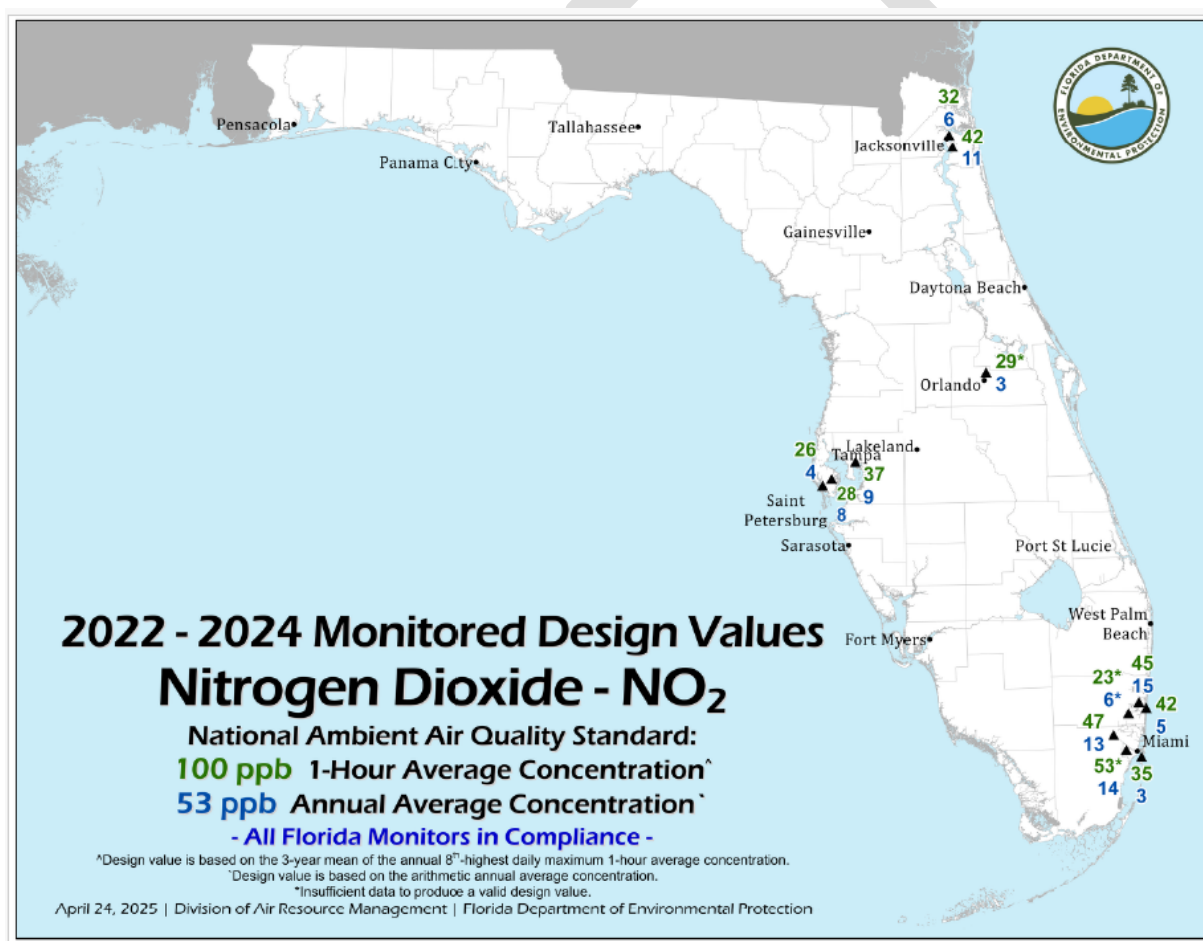 FLORIDA DEPARTMENT OF
ENVIRONMENTAL PROTECTION
32
6
Pensacola
Tallahassee
42
Jacksonville
11
Panama City
Gainesville
Daytona Beach
29*
Orlando
3
26
Lakeland
Tampa
4
37
28
9
Saint
Petersburg
8
Sarasota
Port St Lucie
West Palm
Beach
Fort Myers
45
23*
15
6*
42
47
5
13
Miami
53*
35
14
3
2022 - 2024 Monitored Design Values
Nitrogen Dioxide - NO₂
National Ambient Air Quality Standard:
100 ppb 1-Hour Average Concentration^
53 ppb Annual Average Concentration`
- All Florida Monitors in Compliance -
^Design value is based on the 3-year mean of the annual 8th-highest daily maximum 1-hour average concentration.
`Design value is based on the arithmetic annual average concentration.
*Insufficient data to produce a valid design value.
April 24, 2025 | Division of Air Resource Management | Florida Department of Environmental Protection